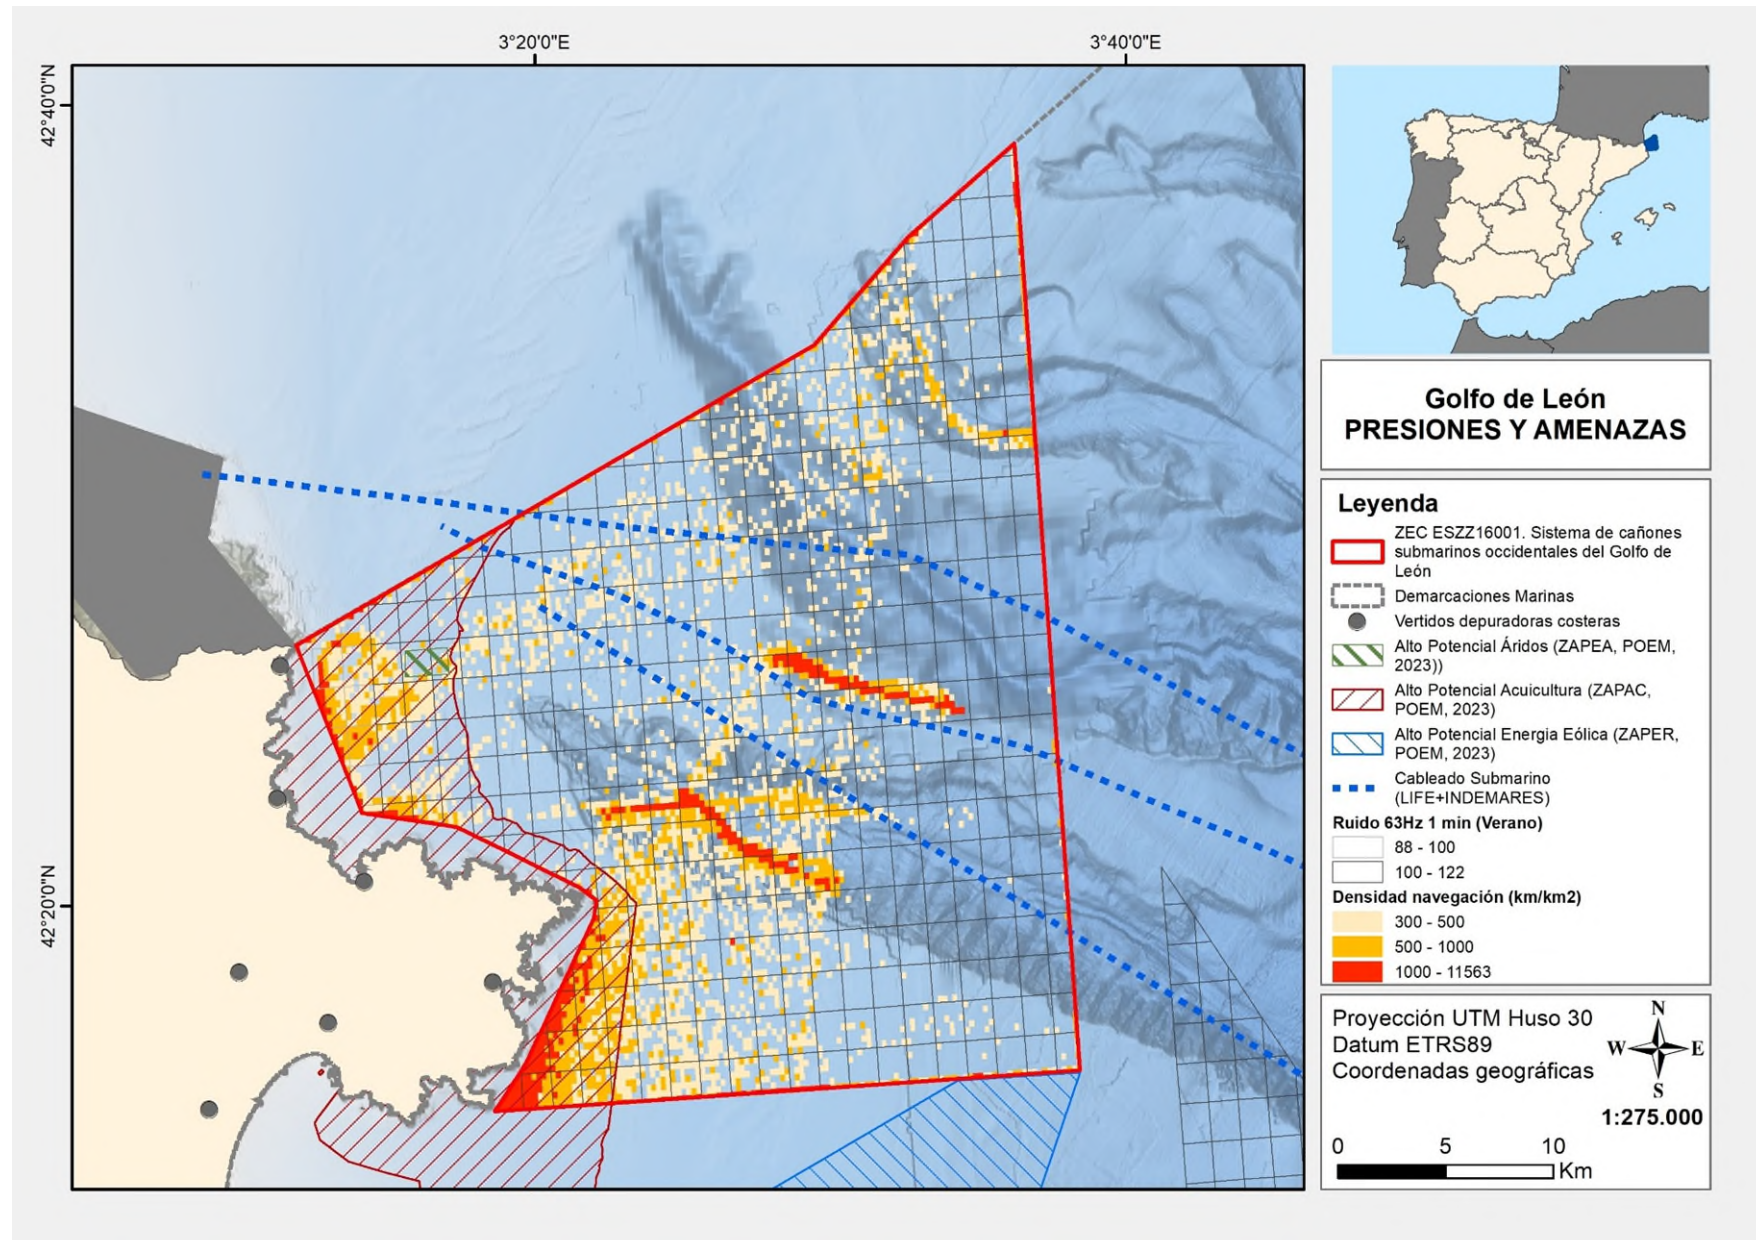 3°20'0"E
3°40'0"E
42°40'0"N
42°20'0"N
Golfo de León
PRESIONES Y AMENAZAS
Leyenda
ZEC ESZZ16001. Sistema de cañones
submarinos occidentales del Golfo de
León
Demarcaciones Marinas
Vertidos depuradoras costeras
Alto Potencial Áridos (ZAPEA, POEM,
2023))
Alto Potencial Acuicultura (ZAPAC,
POEM, 2023)
Alto Potencial Energia Eólica (ZAPER,
POEM, 2023)
Cableado Submarino
(LIFE+INDEMARES)
Ruido 63Hz 1 min (Verano)
88 - 100
100 - 122
Densidad navegación (km/km2)
300 - 500
500 - 1000
1000 - 11563
Proyección UTM Huso 30
Datum ETRS89
Coordenadas geográficas
N
W E
S
1:275.000
0 5 10
Km